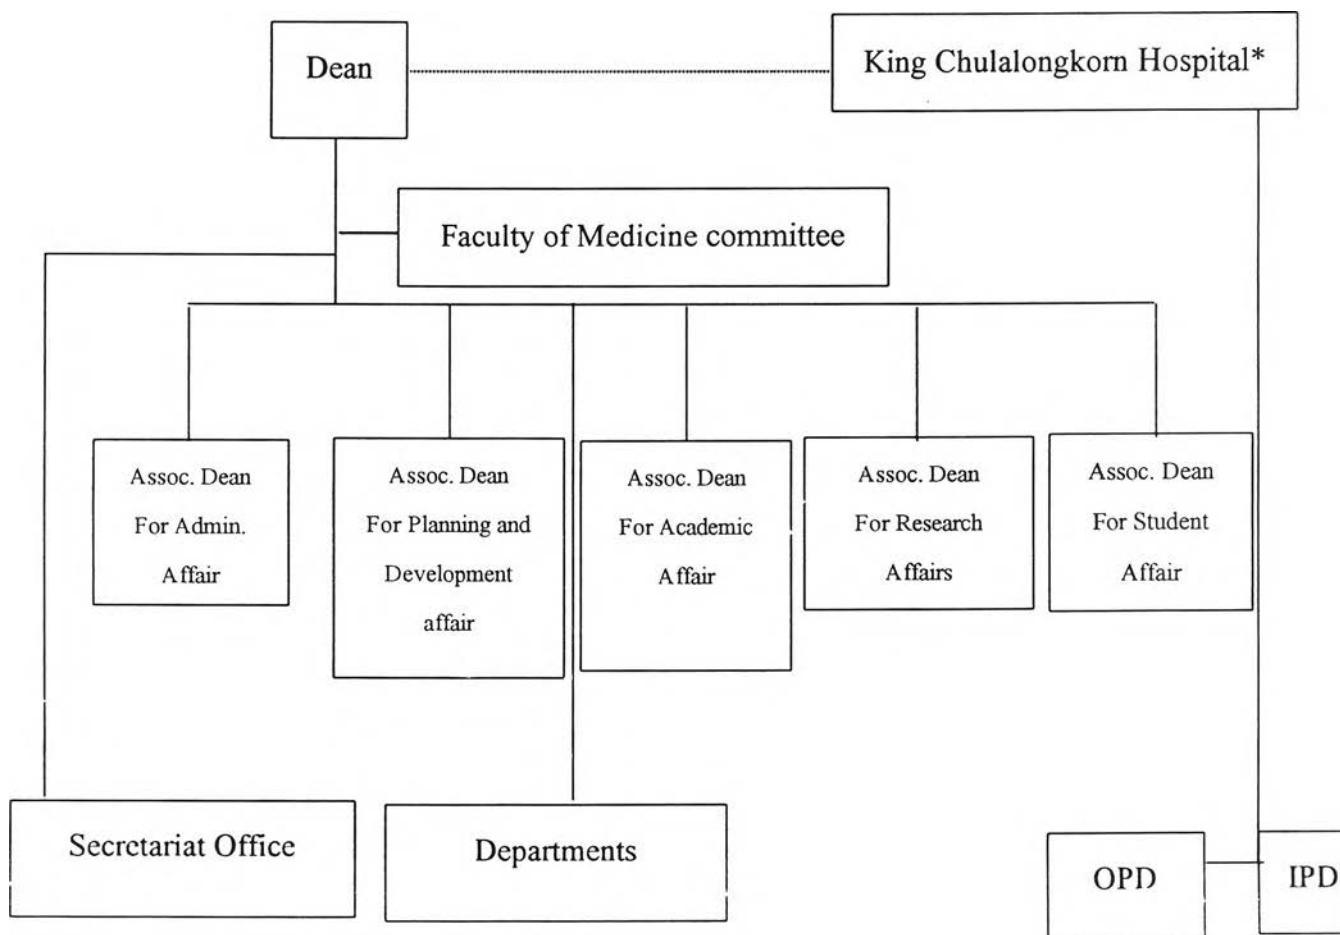 Dean
King Chulalongkorn Hospital*
Faculty of Medicine committee
Assoc. Dean
For Admin.
Affair
Assoc. Dean
For Planning and
Development
affair
Assoc. Dean
For Academic
Affair
Assoc. Dean
For Research
Affairs
Assoc. Dean
For Student
Affair
Secretariat Office
Departments
OPD
IPD